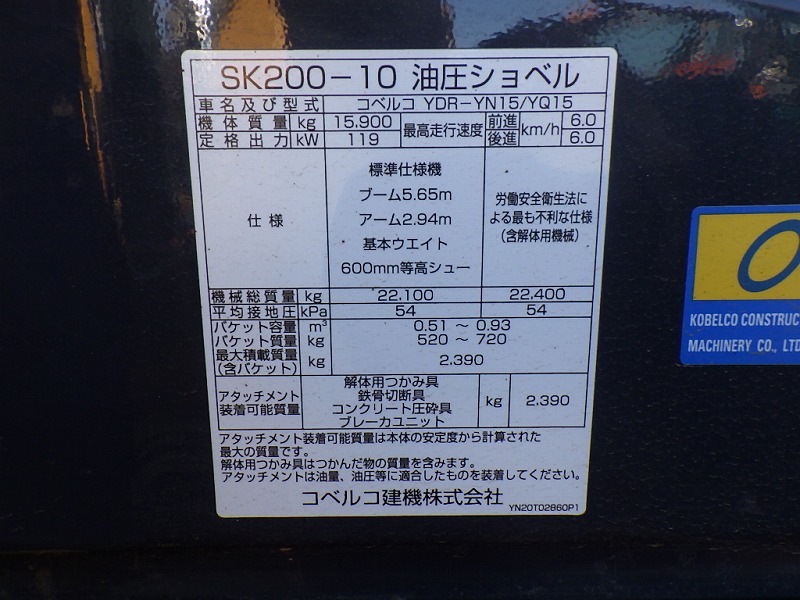 SK200-10 油圧ショベル
車名及び型式 コベルコ YDR-YN15/YQ15
機体質量 kg 15.900 最高走行速度 前進 km/h 6.0
定格出力 kW 119 後進 6.0
仕様 標準仕様機
ブーム5.65m
アーム2.94m
基本ウエイト
600mm等高シュー
労働安全衛生法に
よる最も不利な仕様
(含解体用機械)
機械総質量 kg 22.100 22.400
平均接地圧 kPa 54 54
バケット容量 m³ 0.51 ~ 0.93
バケット質量 kg 520 ~ 720
最大積載質量 kg 2.390
(含バケット)
アタッチメント
装着可能質量
解体用つかみ具
鉄骨切断具
コンクリート圧砕具
ブレーカユニット
kg 2.390
アタッチメント装着可能質量は本体の安定度から計算された
最大の質量です。
解体用つかみ具はつかんだ物の質量を含みます。
アタッチメントは油量、油圧等に適合したものを装着してください。
コベルコ建機株式会社
YN20T02860P1
KOBELCO CONSTRUC
MACHINERY CO., LTD